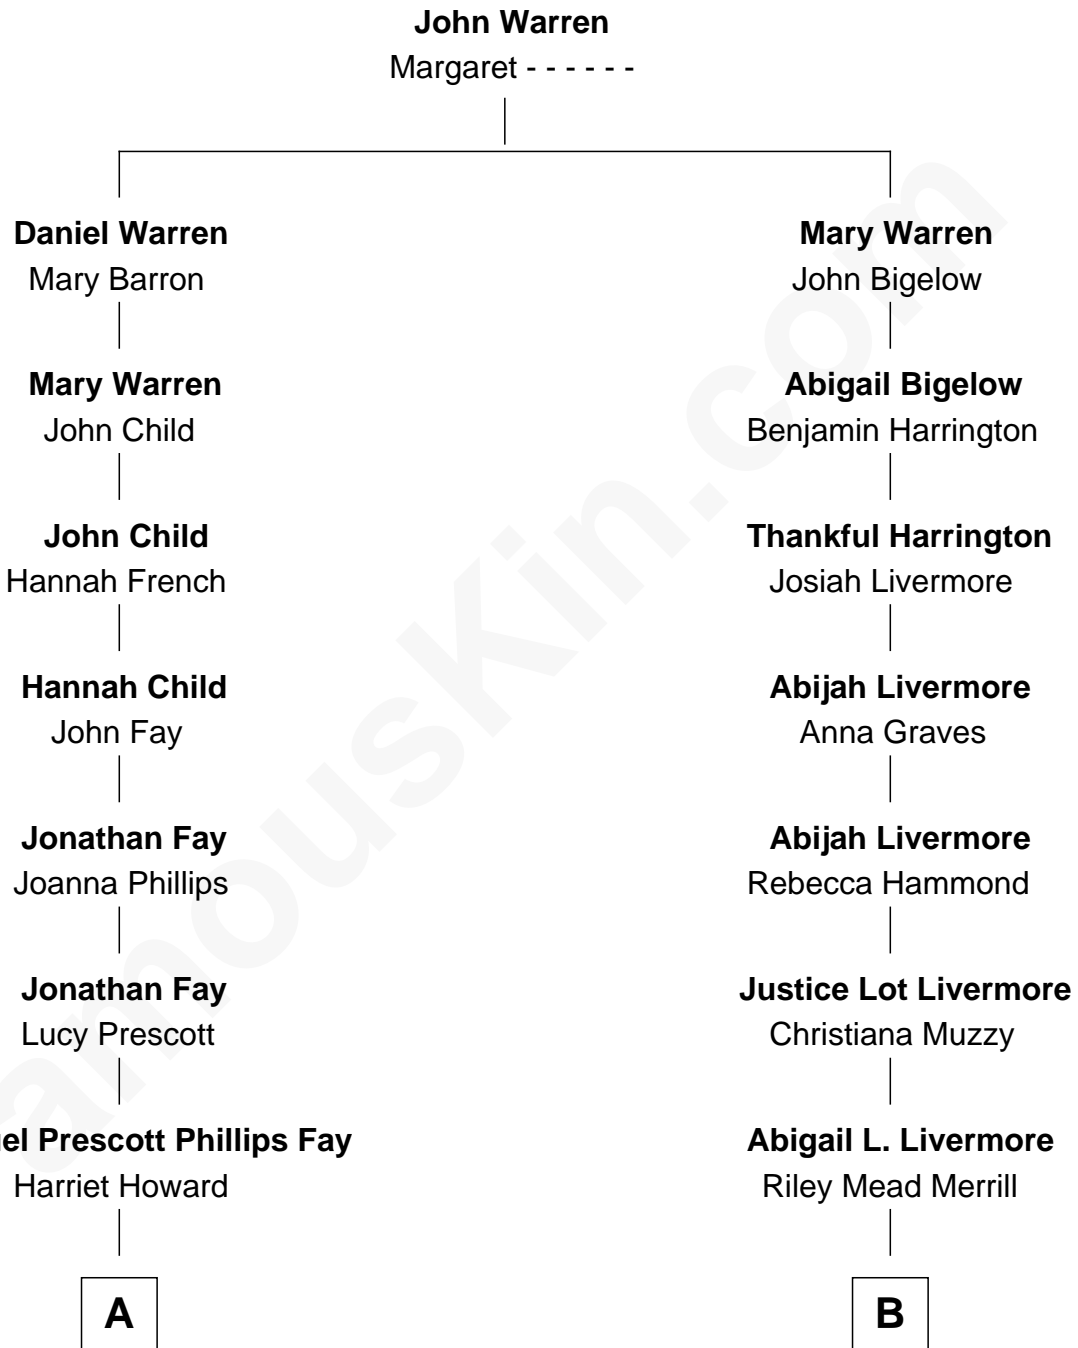 John Warren
Margaret - - - - - -
Daniel Warren
Mary Barron
Mary Warren
John Bigelow
Mary Warren
John Child
Abigail Bigelow
Benjamin Harrington
John Child
Hannah French
Thankful Harrington
Josiah Livermore
Hannah Child
John Fay
Abijah Livermore
Anna Graves
Jonathan Fay
Joanna Phillips
Abijah Livermore
Rebecca Hammond
Jonathan Fay
Lucy Prescott
Justice Lot Livermore
Christiana Muzzy
el Prescott Phillips Fay
Harriet Howard
Abigail L. Livermore
Riley Mead Merrill
A
B
amouskin.com